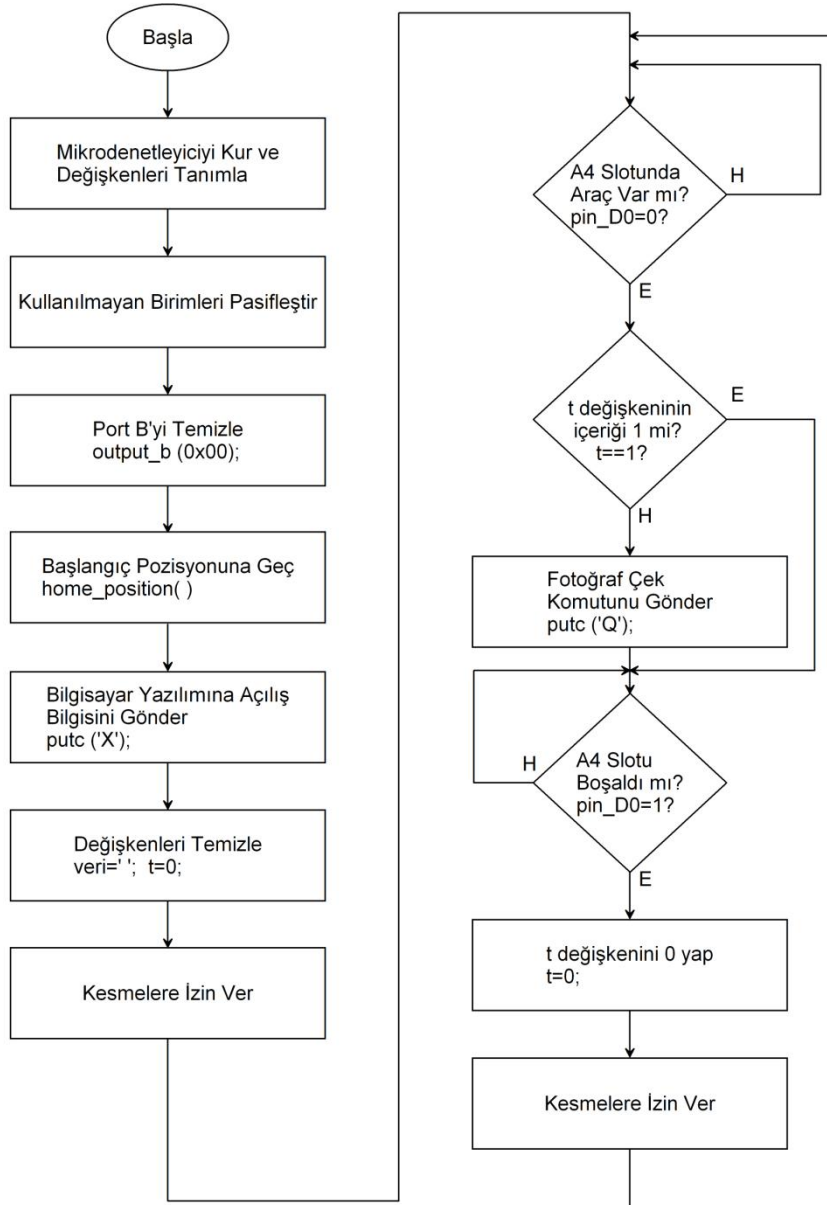 Başla
Mikrodenetleyiciyi Kur ve
Değişkenleri Tanımla
Kullanılmayan Birimleri Pasifleştir
Port B'yi Temizle
output_b (0x00);
Başlangıç Pozisyonuna Geç
home_position( )
Bilgisayar Yazılımına Açılış
Bilgisini Gönder
putc ('X');
Değişkenleri Temizle
veri=' ';  t=0;
Kesmelere İzin Ver
A4 Slotunda
Araç Var mı?
pin_D0=0?
H
E
t değişkeninin
içeriği 1 mi?
t==1?
E
H
Fotoğraf Çek
Komutunu Gönder
putc ('Q');
A4 Slotu
Boşaldı mı?
pin_D0=1?
H
E
t değişkenini 0 yap
t=0;
Kesmelere İzin Ver